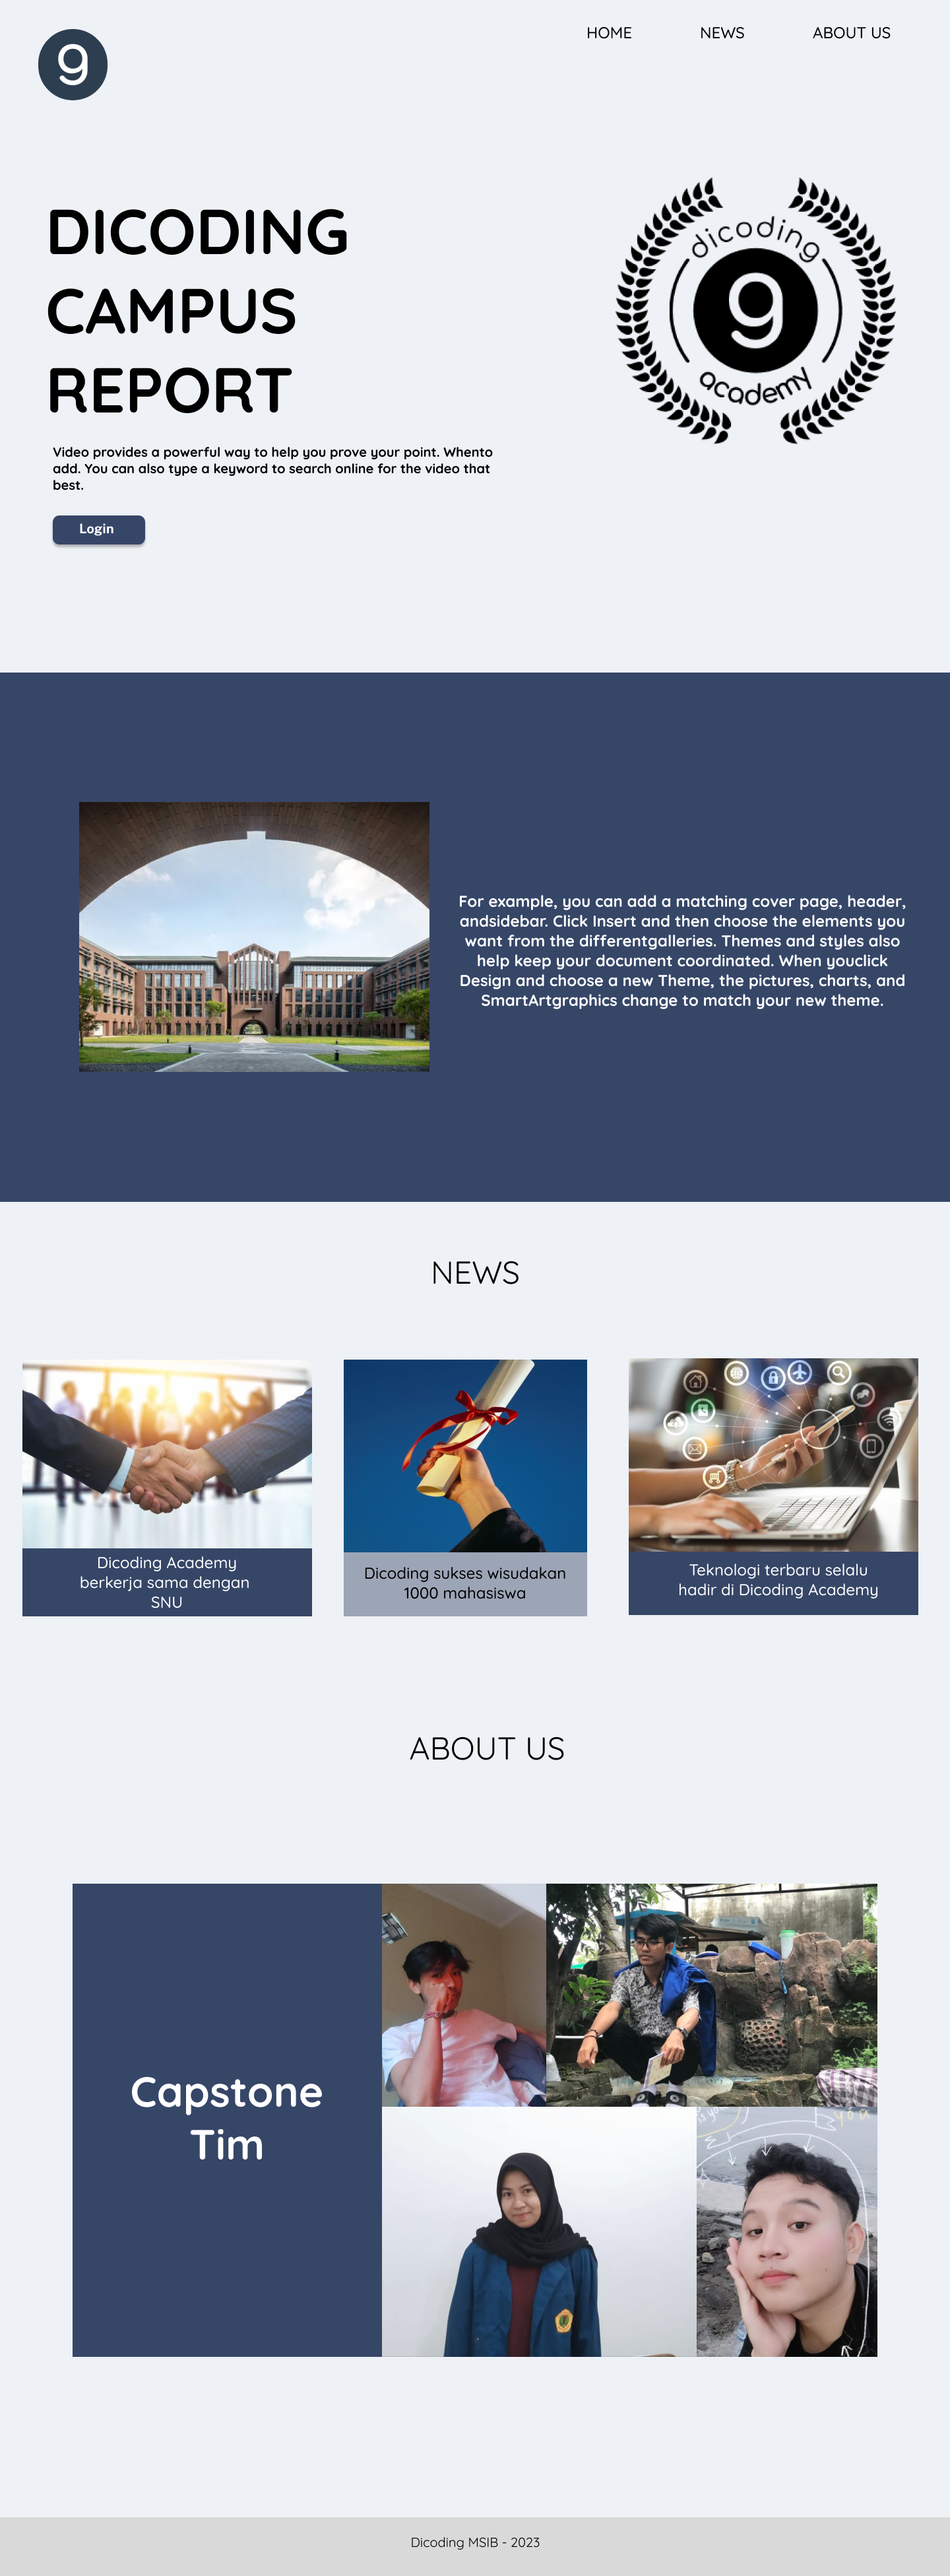 9
HOME NEWS ABOUT US
DICODING
CAMPUS
REPORT
dicoding
9
academy
Video provides a powerful way to help you prove your point. Whento
add. You can also type a keyword to search online for the video that
best.
Login
For example, you can add a matching cover page, header,
andsidebar. Click Insert and then choose the elements you
want from the differentgalleries. Themes and styles also
help keep your document coordinated. When youclick
Design and choose a new Theme, the pictures, charts, and
SmartArtgraphics change to match your new theme.
NEWS
Dicoding Academy
berkerja sama dengan
SNU
Dicoding sukses wisudakan
1000 mahasiswa
Teknologi terbaru selalu
hadir di Dicoding Academy
ABOUT US
Capstone
Tim
you
Dicoding MSIB - 2023